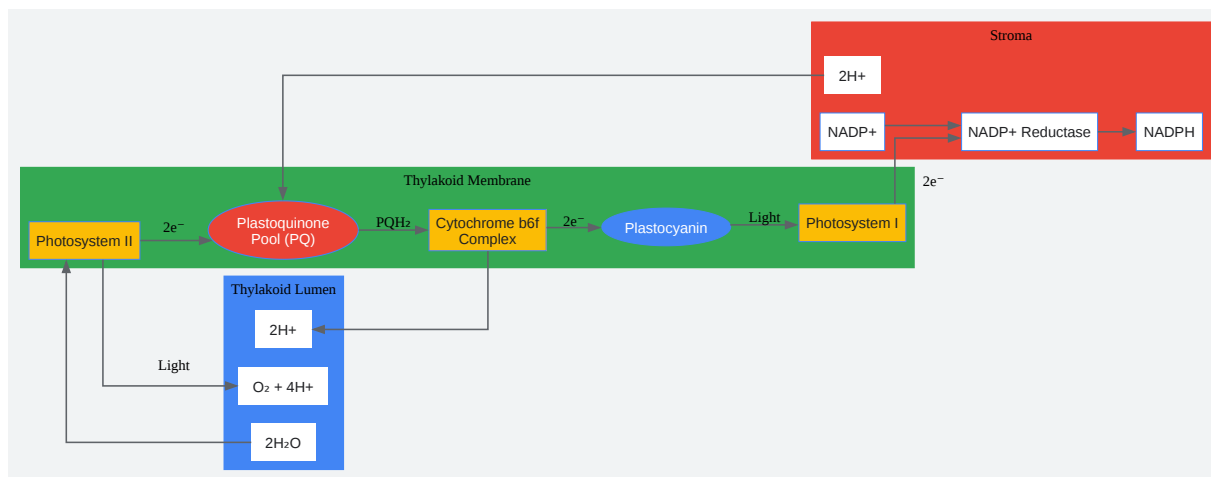 Stroma
2H+
NADP+
NADP+ Reductase
NADPH
Thylakoid Membrane
2e⁻
Photosystem II
2e⁻
Plastoquinone
Pool (PQ)
PQH₂
Cytochrome b6f
Complex
2e⁻
Plastocyanin
Light
Photosystem I
Thylakoid Lumen
2H+
Light
O₂ + 4H+
2H₂O